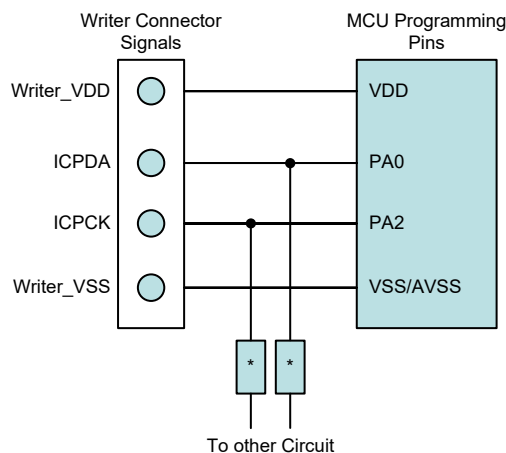 Writer Connector
Signals
MCU Programming
Pins
Writer_VDD
VDD
ICPDA
PA0
ICPCK
PA2
Writer_VSS
VSS/AVSS
*
*
To other Circuit